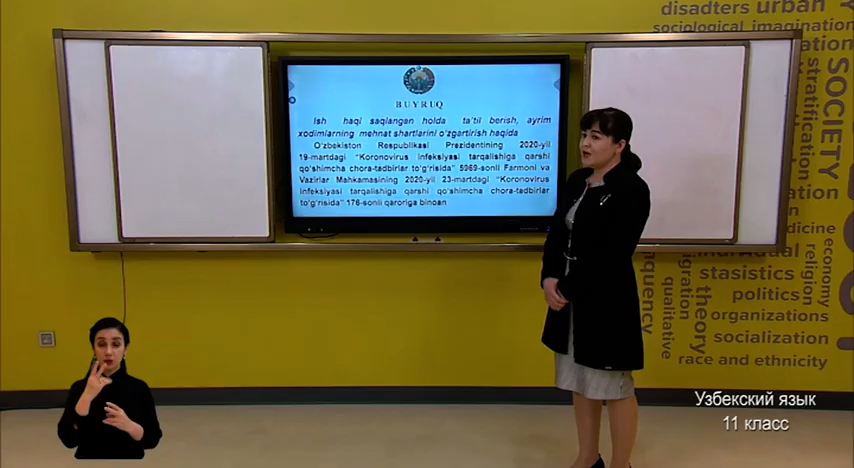 BUYRUQ
Ish haqi saqlangan holda ta'til berish, ayrim
xodimlarning mehnat shartlarini o'zgartirish haqida
O'zbekiston Respublikasi Prezidentining 2020-yil
19-martdagi "Koronovirus infeksiyasi tarqalishiga qarshi
qo'shimcha chora-tadbirlar to'g'risida" 5969-sonli Farmoni va
Vazirlar Mahkamasining 2020-yil 23-martdagi "Koronovirus
infeksiyasi tarqalishiga qarshi qo'shimcha chora-tadbirlar
to'g'risida" 176-sonli qaroriga binoan
disadters urban
sociological imagination
stratification
SOCIETY
religion
economy
stasistics
politics
organizations
socialization
race and ethnicity
theory
qualitative
Узбекский язык
11 класс